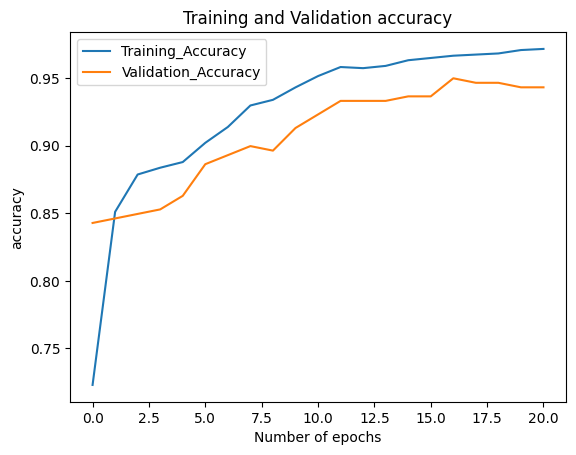 Training and Validation accuracy
Training_Accuracy
Validation_Accuracy
accuracy
0.95
0.90
0.85
0.80
0.75
0.0 2.5 5.0 7.5 10.0 12.5 15.0 17.5 20.0
Number of epochs